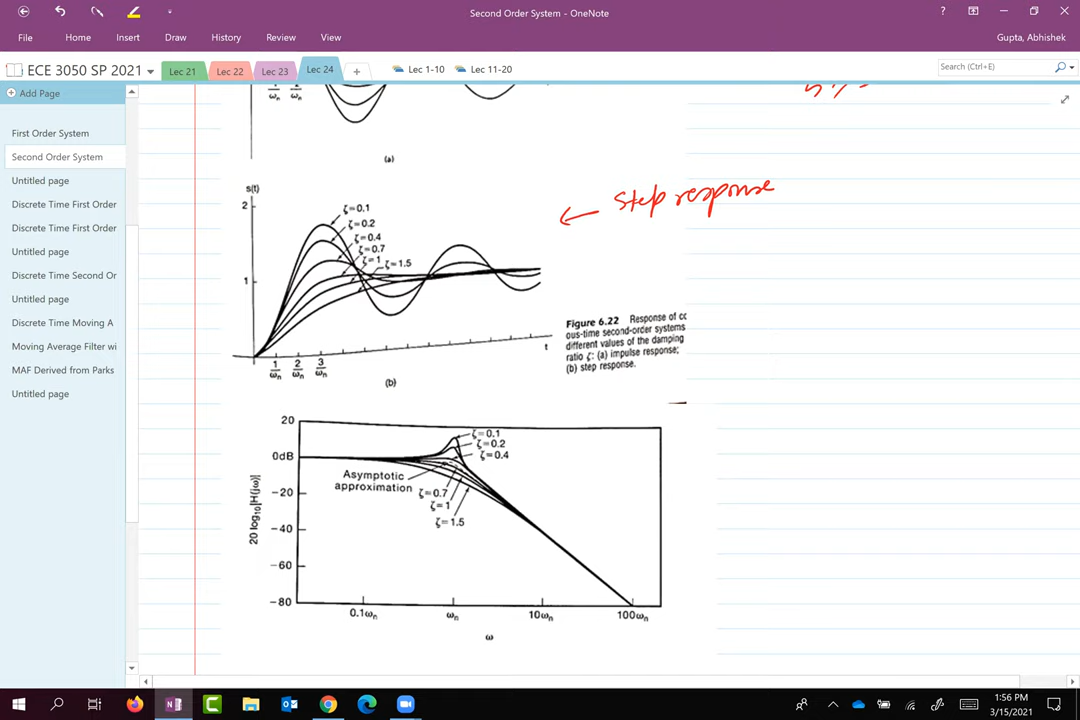 Second Order System - OneNote
?
Gupta, Abhishek
File
Home
Insert
Draw
History
Review
View
ECE 3050 SP 2021
Lec 21
Lec 22
Lec 23
Lec 24
+
Lec 1-10
Lec 11-20
Search (Ctrl+E)
+ Add Page
First Order System
Second Order System
Untitled page
Discrete Time First Order
Discrete Time First Order
Untitled page
Discrete Time Second Or
Untitled page
Discrete Time Moving A
Moving Average Filter wi
MAF Derived from Parks
Untitled page
ωn ωn
(a)
s(t)
2
1
ζ=0.1
ζ=0.2
ζ=0.4
ζ=0.7
ζ=1
ζ=1.5
1/ωn 2/ωn 3/ωn
t
(b)
← step response
Figure 6.22 Response of co
ous-time second-order systems
different values of the damping
ratio ζ: (a) impulse response;
(b) step response.
20
0dB
-20
-40
-60
-80
20 log10|H(jω)|
ζ=0.1
ζ=0.2
ζ=0.4
Asymptotic
approximation
ζ=0.7
ζ=1
ζ=1.5
0.1ωn
ωn
10ωn
100ωn
ω
1:56 PM
3/15/2021